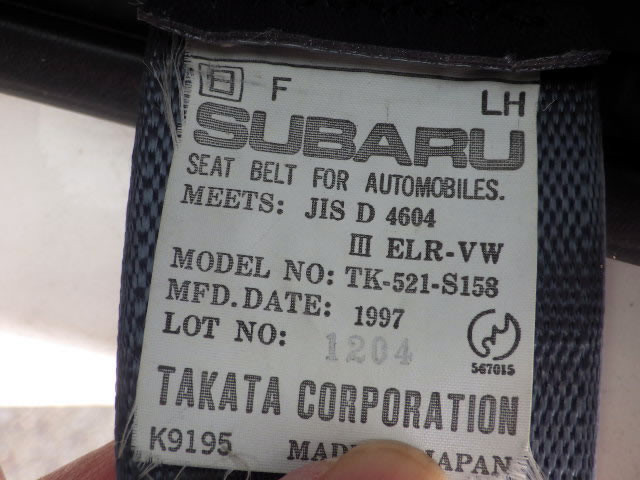 日 F LH
SUBARU
SEAT BELT FOR AUTOMOBILES.
MEETS: JIS D 4604
III ELR-VW
MODEL NO: TK-521-S158
MFD.DATE: 1997
LOT NO: 1204
567015
TAKATA CORPORATION
K9195 JAPAN